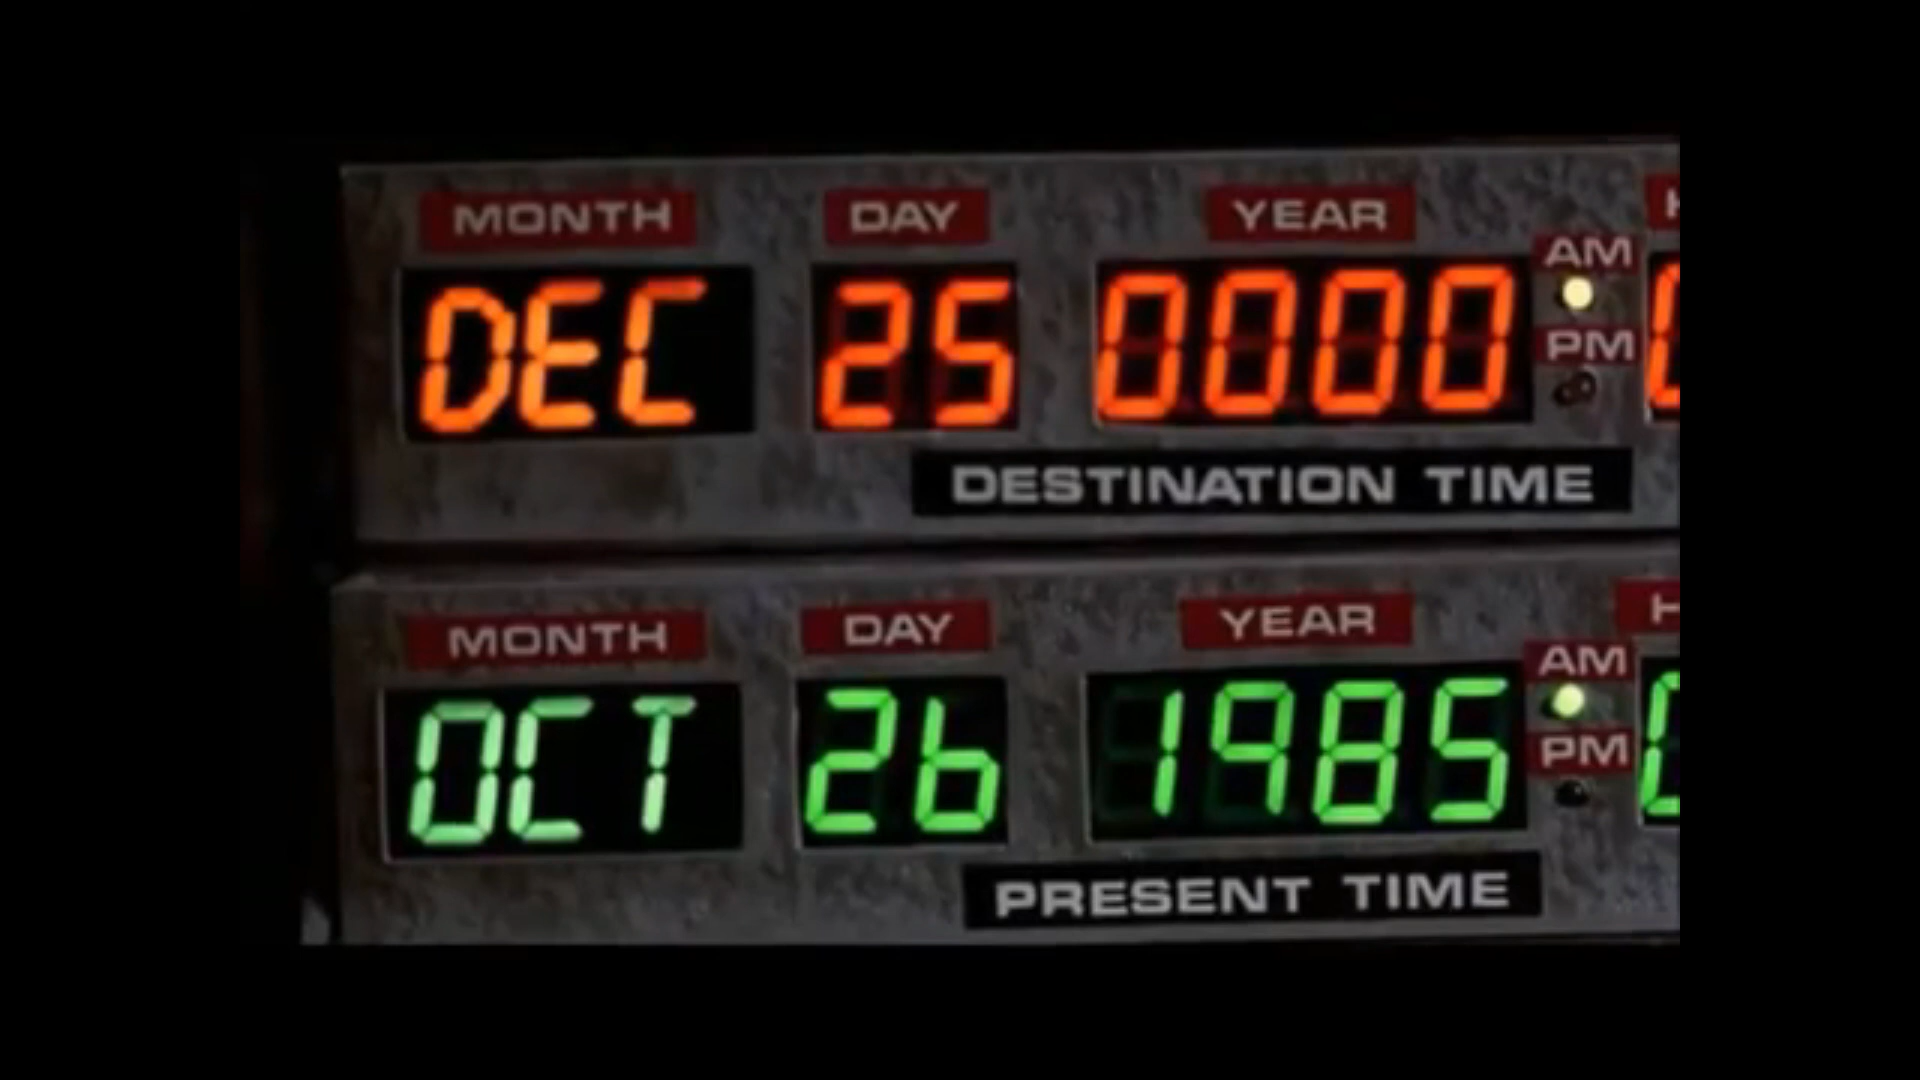 MONTH DAY YEAR
AM
DEC 25 0000
PM
DESTINATION TIME
MONTH DAY YEAR
AM
OCT 26 1985
PM
PRESENT TIME